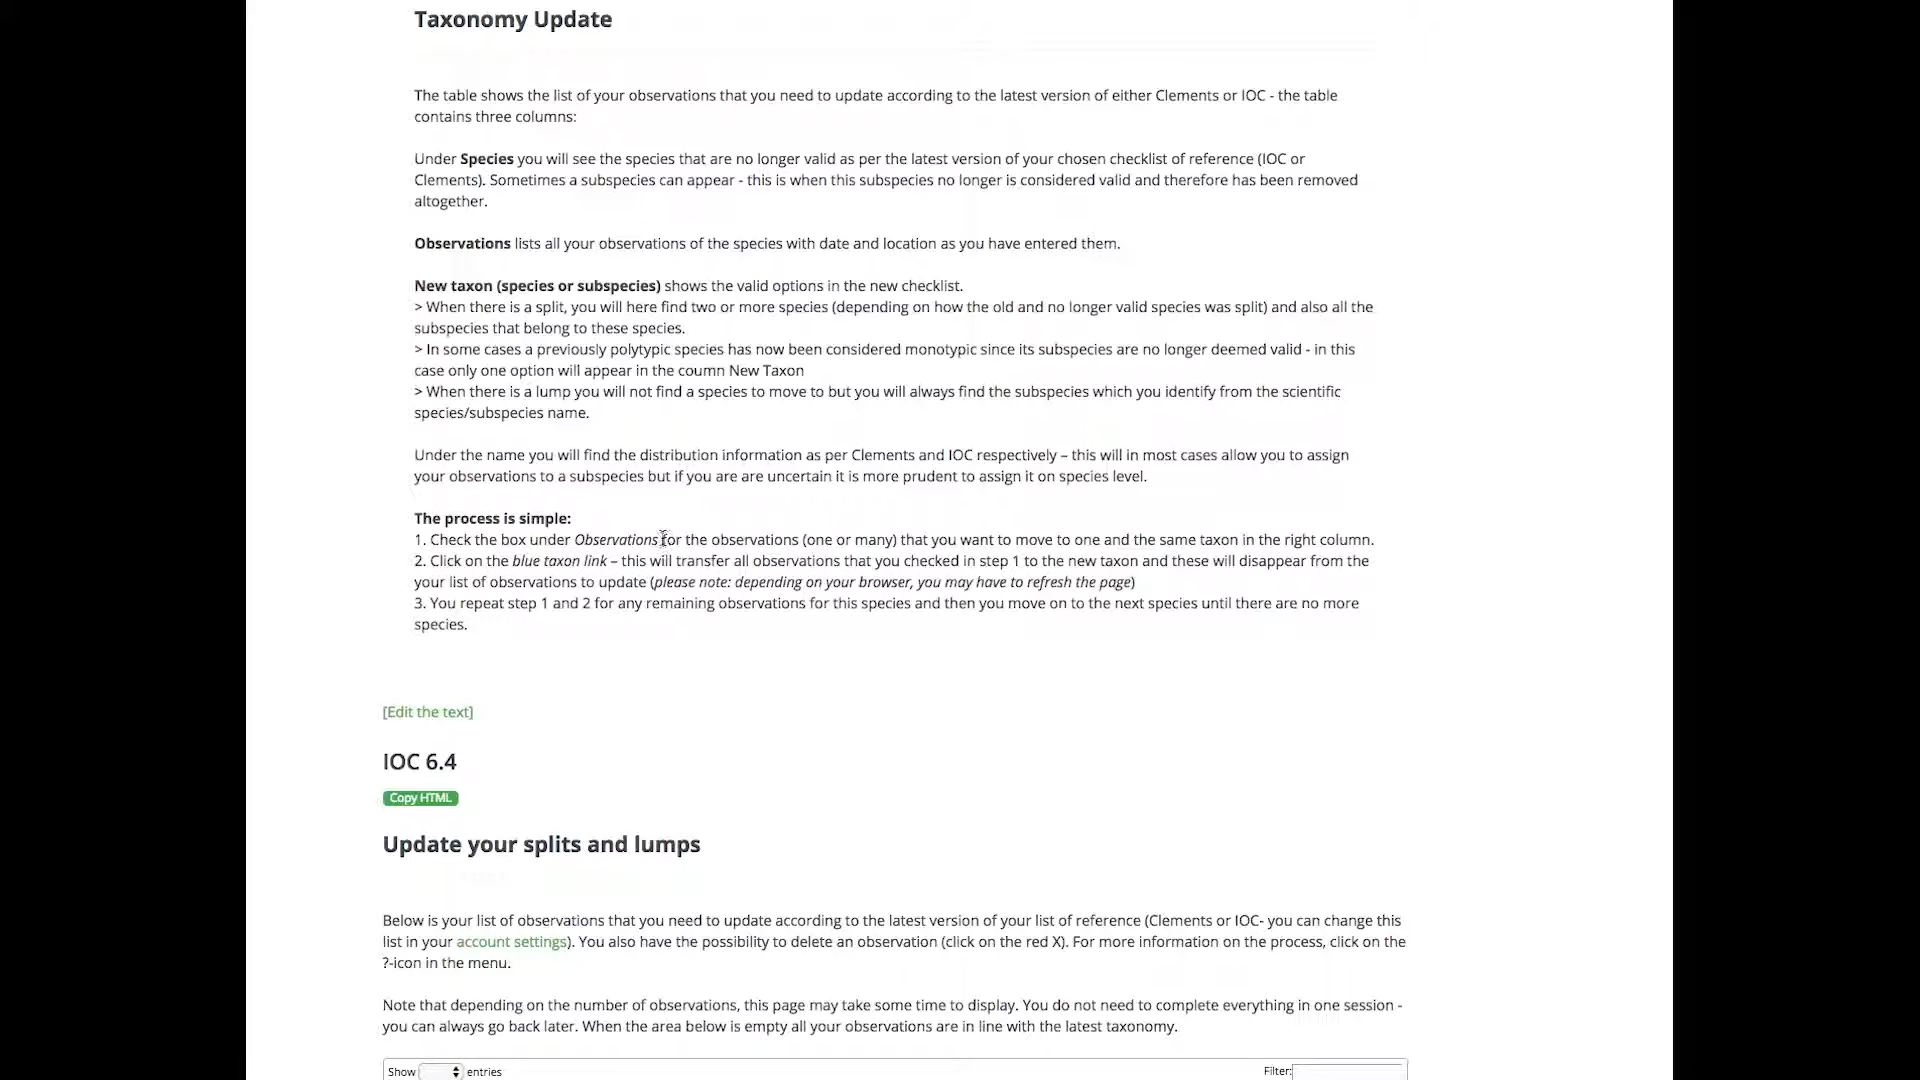 Taxonomy Update
The table shows the list of your observations that you need to update according to the latest version of either Clements or IOC - the table
contains three columns:
Under Species you will see the species that are no longer valid as per the latest version of your chosen checklist of reference (IOC or
Clements). Sometimes a subspecies can appear - this is when this subspecies no longer is considered valid and therefore has been removed
altogether.
Observations lists all your observations of the species with date and location as you have entered them.
New taxon (species or subspecies) shows the valid options in the new checklist.
> When there is a split, you will here find two or more species (depending on how the old and no longer valid species was split) and also all the
subspecies that belong to these species.
> In some cases a previously polytypic species has now been considered monotypic since its subspecies are no longer deemed valid - in this
case only one option will appear in the coumn New Taxon
> When there is a lump you will not find a species to move to but you will always find the subspecies which you identify from the scientific
species/subspecies name.
Under the name you will find the distribution information as per Clements and IOC respectively – this will in most cases allow you to assign
your observations to a subspecies but if you are are uncertain it is more prudent to assign it on species level.
The process is simple:
1. Check the box under Observations for the observations (one or many) that you want to move to one and the same taxon in the right column.
2. Click on the blue taxon link – this will transfer all observations that you checked in step 1 to the new taxon and these will disappear from the
your list of observations to update (please note: depending on your browser, you may have to refresh the page)
3. You repeat step 1 and 2 for any remaining observations for this species and then you move on to the next species until there are no more
species.
[Edit the text]
IOC 6.4
Copy HTML
Update your splits and lumps
Below is your list of observations that you need to update according to the latest version of your list of reference (Clements or IOC- you can change this
list in your account settings). You also have the possibility to delete an observation (click on the red X). For more information on the process, click on the
?-icon in the menu.
Note that depending on the number of observations, this page may take some time to display. You do not need to complete everything in one session -
you can always go back later. When the area below is empty all your observations are in line with the latest taxonomy.
Show entries Filter: